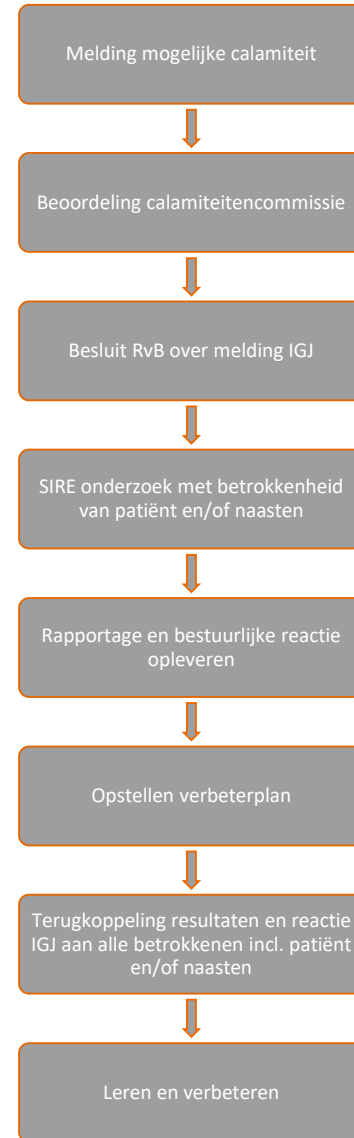 Melding mogelijke calamiteit
Beoordeling calamiteitencommissie
Besluit RvB over melding IGJ
SIRE onderzoek met betrokkenheid
van patiënt en/of naasten
Rapportage en bestuurlijke reactie
opleveren
Opstellen verbeterplan
Terugkoppeling resultaten en reactie
IGJ aan alle betrokkenen incl. patiënt
en/of naasten
Leren en verbeteren